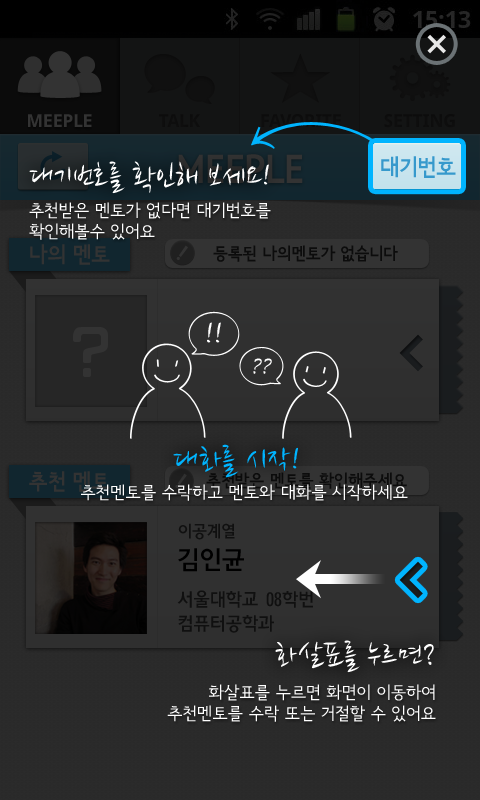 15:13
MEEPLE
TALK
FAVORITE
SETTING
MEEPLE
대기번호
대기번호를 확인해 보세요!
추천받은 멘토가 없다면 대기번호를
확인해볼수 있어요
나의 멘토
등록된 나의멘토가 없습니다
?
!!
??
대화를 시작!
추천 멘토
추천받은 멘토를 확인해주세요
추천멘토를 수락하고 멘토와 대화를 시작하세요
이공계열
김인균
서울대학교 08학번
컴퓨터공학과
화살표를 누르면?
화살표를 누르면 화면이 이동하여
추천멘토를 수락 또는 거절할 수 있어요